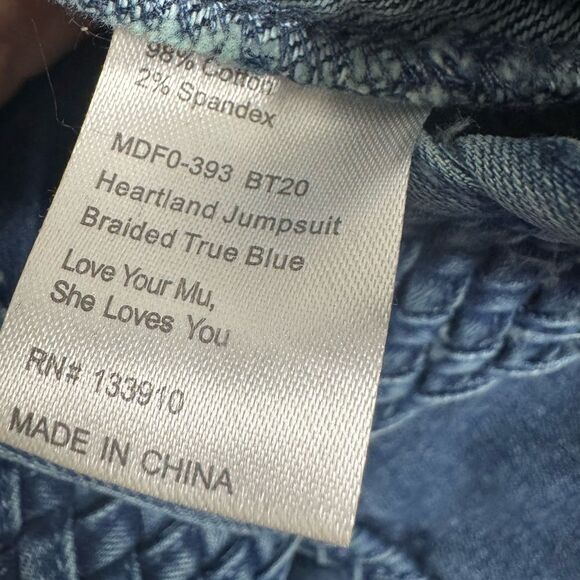 98% Cotton
2% Spandex
MDF0-393 BT20
Heartland Jumpsuit
Braided True Blue
Love Your Mu,
She Loves You
RN# 133910
MADE IN CHINA